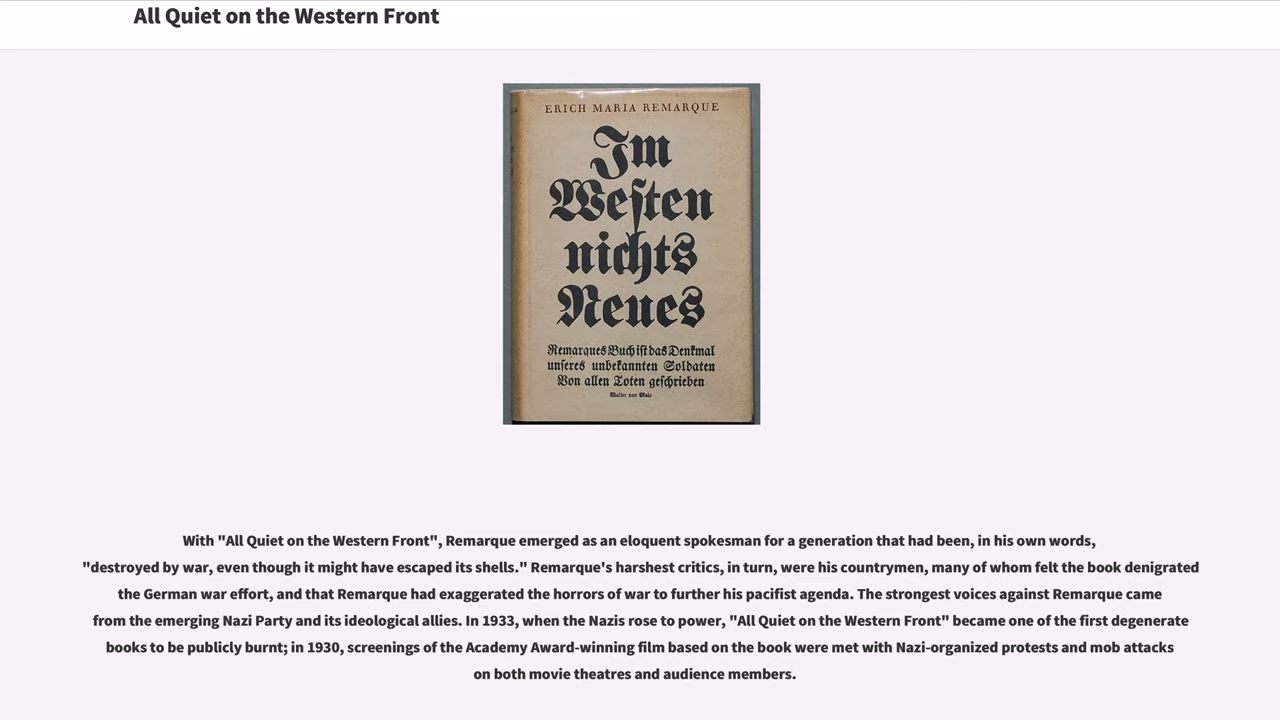 All Quiet on the Western Front
ERICH MARIA REMARQUE
Im
Weſten
nichts
Neues
Remarques Buch iſt das Denkmal
unſeres unbekannten Soldaten
Von allen Toten geſchrieben
Walter von Molo
With "All Quiet on the Western Front", Remarque emerged as an eloquent spokesman for a generation that had been, in his own words,
"destroyed by war, even though it might have escaped its shells." Remarque's harshest critics, in turn, were his countrymen, many of whom felt the book denigrated
the German war effort, and that Remarque had exaggerated the horrors of war to further his pacifist agenda. The strongest voices against Remarque came
from the emerging Nazi Party and its ideological allies. In 1933, when the Nazis rose to power, "All Quiet on the Western Front" became one of the first degenerate
books to be publicly burnt; in 1930, screenings of the Academy Award-winning film based on the book were met with Nazi-organized protests and mob attacks
on both movie theatres and audience members.